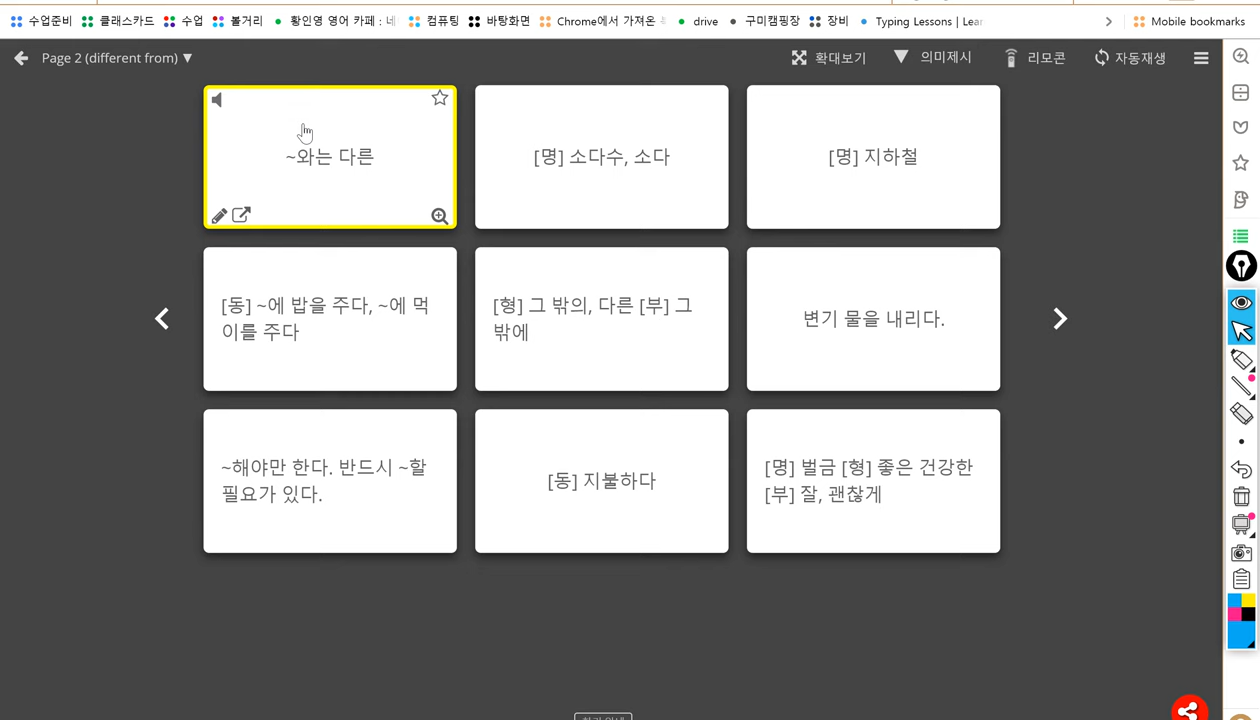 수업준비 클래스카드 수업 볼거리 황인영 영어 카페 : 네 컴퓨팅 바탕화면 Chrome에서 가져온 drive 구미캠핑장 장비 Typing Lessons | Lear Mobile bookmarks
Page 2 (different from) ▼ 확대보기 ▼ 의미제시 리모콘 자동재생
~와는 다른
[명] 소다수, 소다
[명] 지하철
[동] ~에 밥을 주다, ~에 먹
이를 주다
[형] 그 밖의, 다른 [부] 그
밖에
변기 물을 내리다.
~해야만 한다. 반드시 ~할
필요가 있다.
[동] 지불하다
[명] 벌금 [형] 좋은 건강한
[부] 잘, 괜찮게